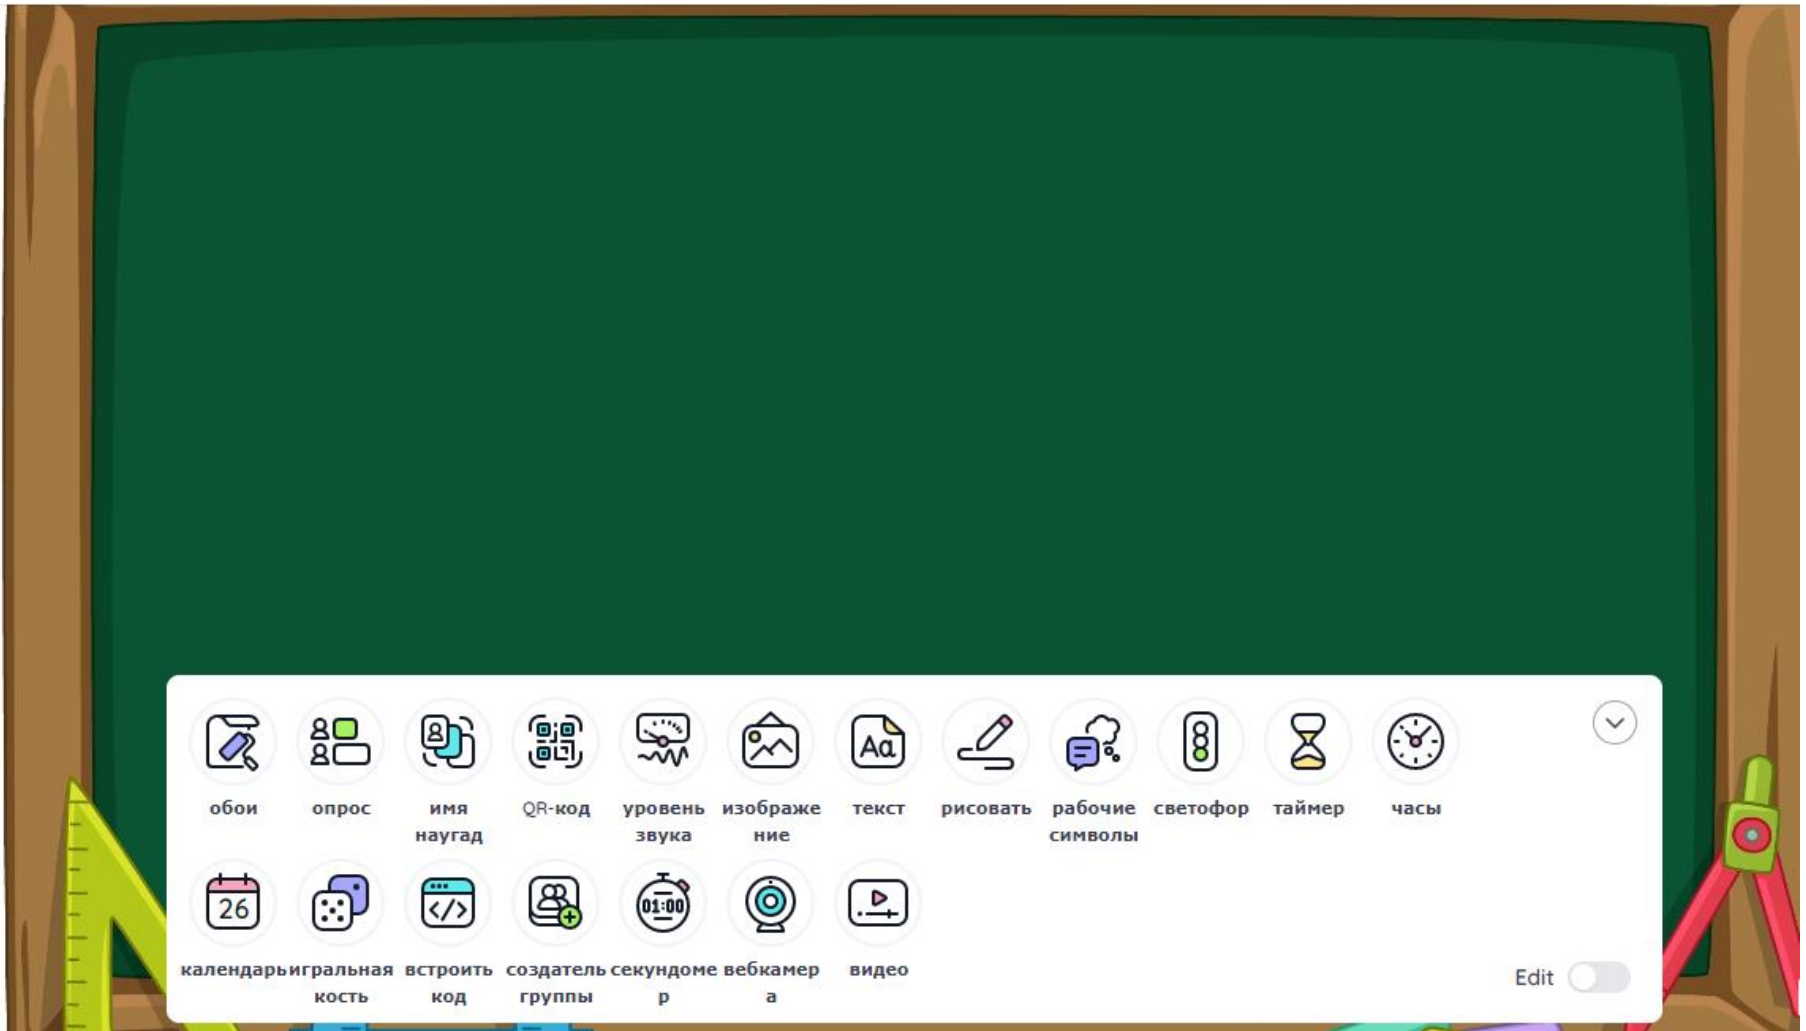 обои
опрос
имя
наугад
QR-код
уровень
звука
изображе
ние
текст
рисовать
рабочие
символы
светофор
таймер
часы
Aa
26
</>
01:00
календарь
игральная
кость
встроить
код
создатель
группы
секундоме
р
вебкамер
а
видео
Edit